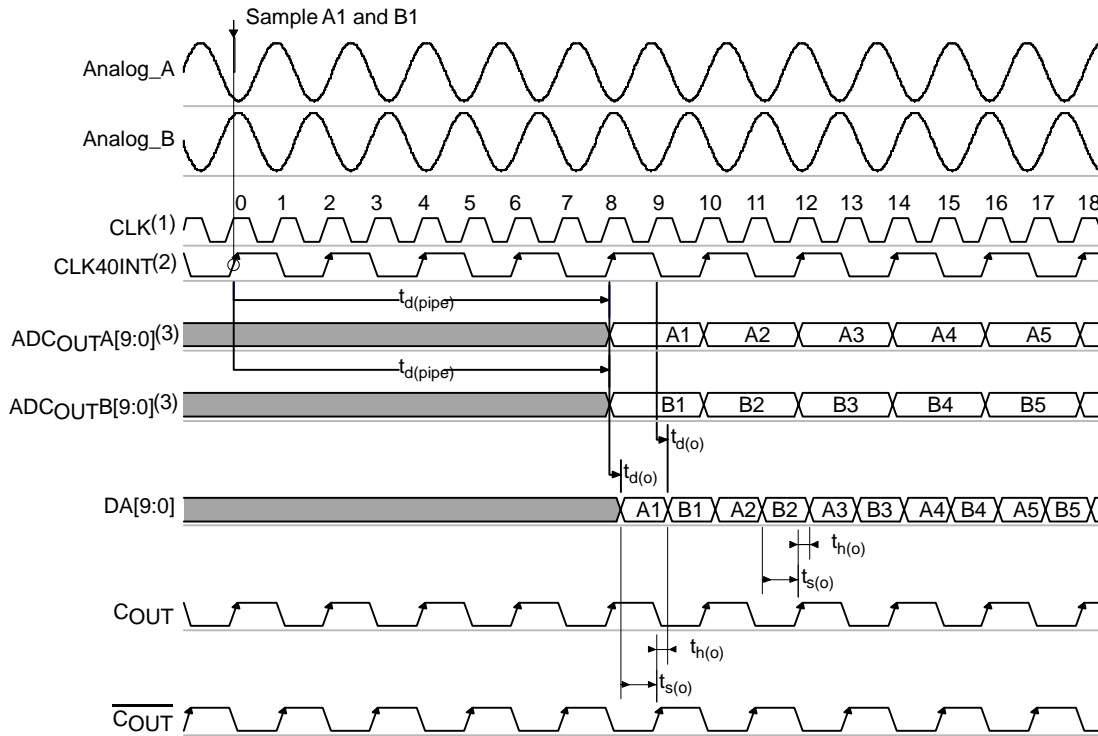 Sample A1 and B1
Analog_A
Analog_B
0 1 2 3 4 5 6 7 8 9 10 11 12 13 14 15 16 17 18
CLK(1)
CLK40INT(2)
td(pipe)
ADCOUTA[9:0](3) A1 A2 A3 A4 A5
td(pipe)
ADCOUTB[9:0](3) B1 B2 B3 B4 B5
td(o)
td(o)
DA[9:0] A1 B1 A2 B2 A3 B3 A4 B4 A5 B5
th(o)
ts(o)
COUT
th(o)
ts(o)
COUT